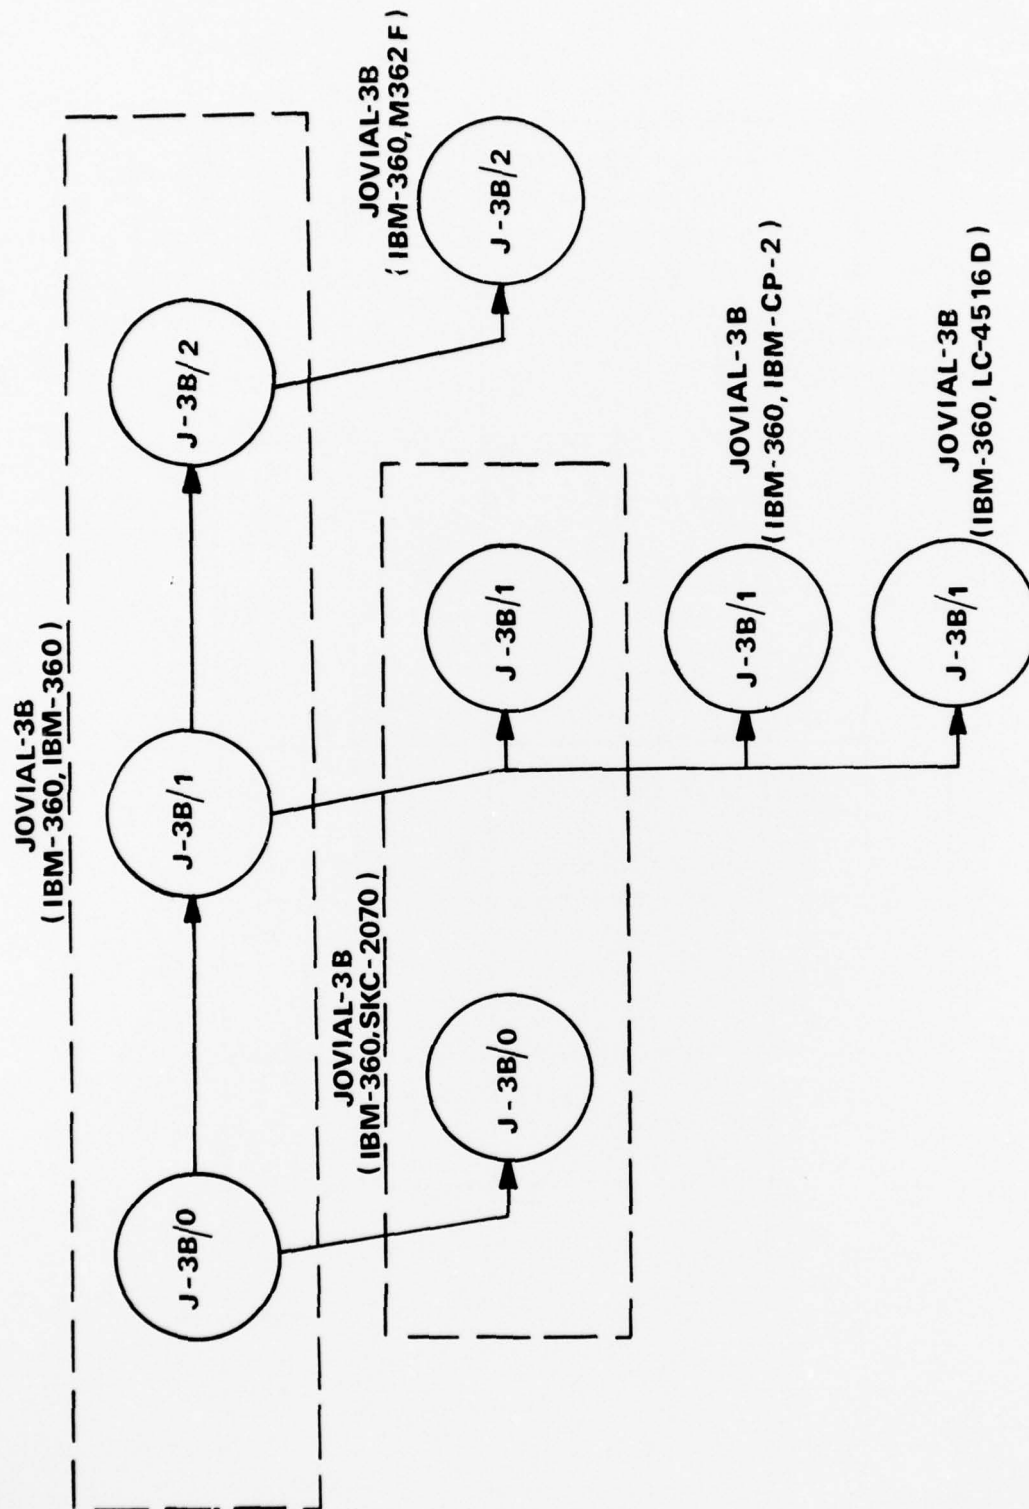 JOVIAL-3B
(IBM-360, IBM-360)
J-3B/0
J-3B/1
J-3B/2
JOVIAL-3B
(IBM-360, SKC-2070)
J-3B/0
J-3B/1
JOVIAL-3B
(IBM-360, M362F)
J-3B/2
JOVIAL-3B
(IBM-360, IBM-CP-2)
J-3B/1
JOVIAL-3B
(IBM-360, LC-4516D)
J-3B/1